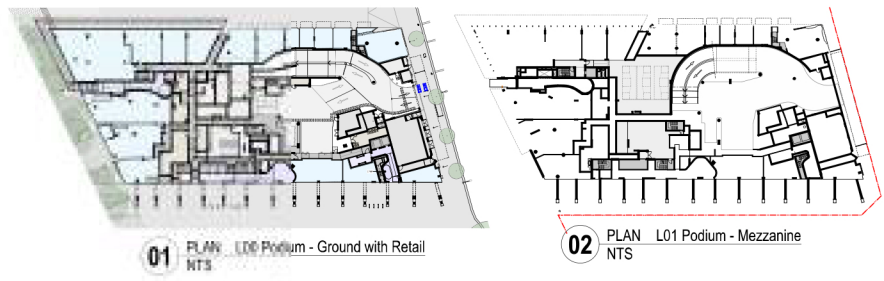 01 PLAN L00 Podium - Ground with Retail
NTS
02 PLAN L01 Podium - Mezzanine
NTS